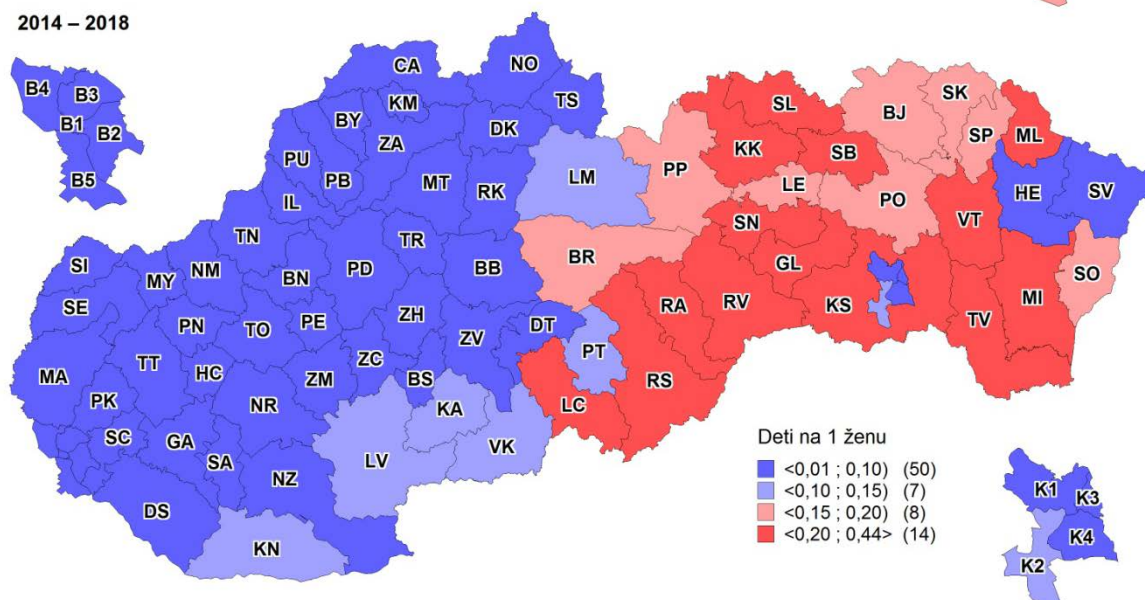 2014 – 2018
B4
B3
B1
B2
B5
CA
NO
KM
TS
BY
DK
ZA
PU
PB
MT
RK
LM
IL
TN
TR
SI
MY
NM
BN
PD
BB
SE
PN
TO
PE
ZH
ZV
DT
MA
TT
HC
ZM
ZC
BS
PK
NR
KA
SC
GA
SA
LV
VK
NZ
DS
KN
SL
BJ
SK
SP
ML
KK
SB
PP
LE
PO
HE
SV
SN
VT
BR
GL
SO
RA
RV
KS
MI
TV
PT
RS
LC
Deti na 1 ženu
<0,01 ; 0,10) (50)
<0,10 ; 0,15) (7)
<0,15 ; 0,20) (8)
<0,20 ; 0,44> (14)
K1
K3
K4
K2